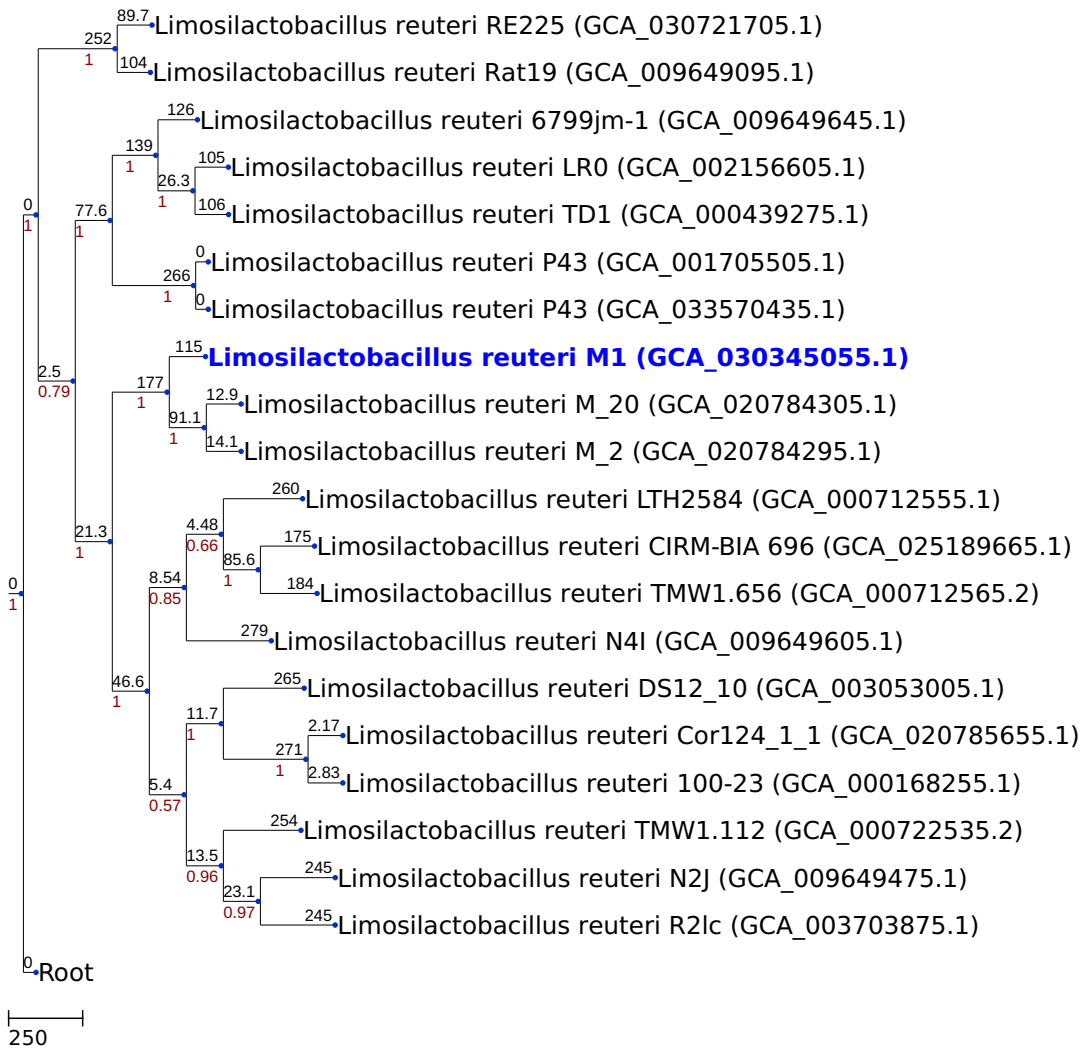 89.7 Limosilactobacillus reuteri RE225 (GCA_030721705.1)
252
1
104 Limosilactobacillus reuteri Rat19 (GCA_009649095.1)
126 Limosilactobacillus reuteri 6799jm-1 (GCA_009649645.1)
139
1
105 Limosilactobacillus reuteri LR0 (GCA_002156605.1)
26.3
1
106 Limosilactobacillus reuteri TD1 (GCA_000439275.1)
0
1
77.6
1
0 Limosilactobacillus reuteri P43 (GCA_001705505.1)
266
1
0 Limosilactobacillus reuteri P43 (GCA_033570435.1)
115 Limosilactobacillus reuteri M1 (GCA_030345055.1)
2.5
0.79
177
1
12.9 Limosilactobacillus reuteri M_20 (GCA_020784305.1)
91.1
1
14.1 Limosilactobacillus reuteri M_2 (GCA_020784295.1)
260 Limosilactobacillus reuteri LTH2584 (GCA_000712555.1)
21.3
1
4.48
0.66
175 Limosilactobacillus reuteri CIRM-BIA 696 (GCA_025189665.1)
85.6
1
0
1
8.54
0.85
184 Limosilactobacillus reuteri TMW1.656 (GCA_000712565.2)
279 Limosilactobacillus reuteri N4I (GCA_009649605.1)
46.6
1
265 Limosilactobacillus reuteri DS12_10 (GCA_003053005.1)
11.7
1
2.17 Limosilactobacillus reuteri Cor124_1_1 (GCA_020785655.1)
271
1
2.83 Limosilactobacillus reuteri 100-23 (GCA_000168255.1)
5.4
0.57
254 Limosilactobacillus reuteri TMW1.112 (GCA_000722535.2)
13.5
0.96
245 Limosilactobacillus reuteri N2J (GCA_009649475.1)
23.1
0.97
245 Limosilactobacillus reuteri R2lc (GCA_003703875.1)
0 Root
250